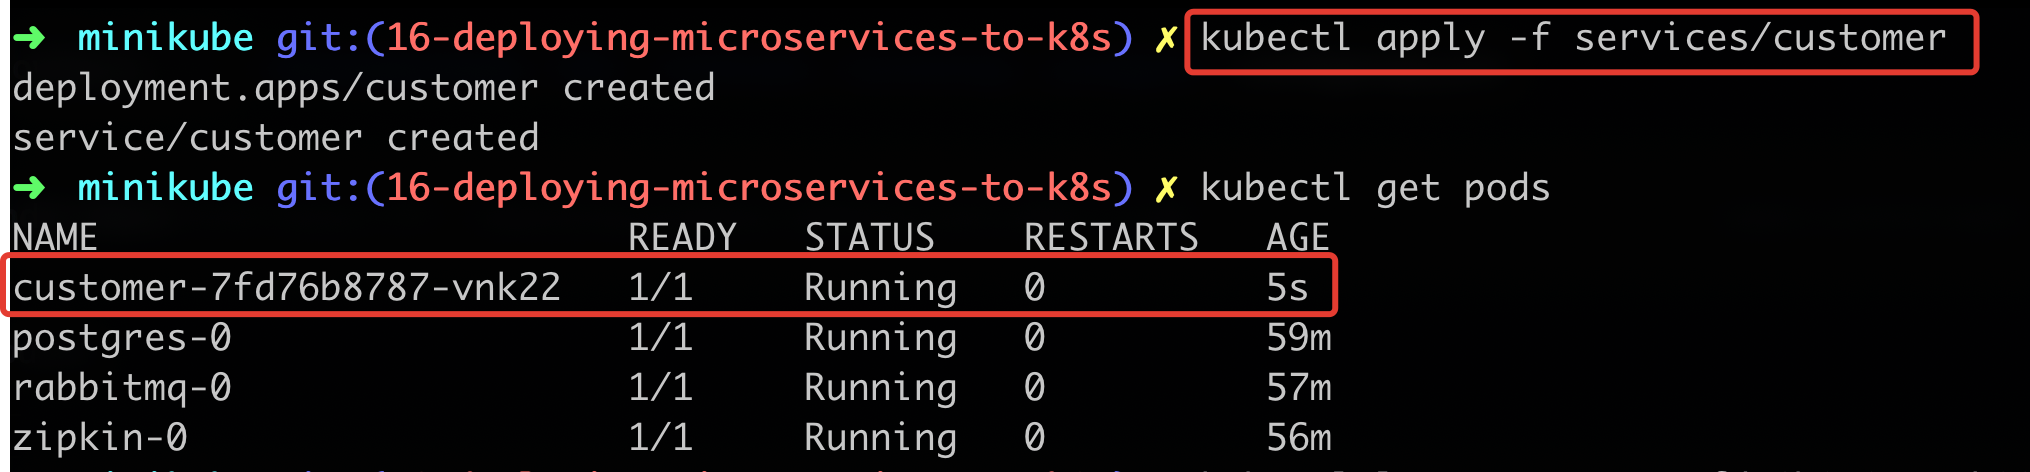 ➜ minikube git:(16-deploying-microservices-to-k8s) ✗ kubectl apply -f services/customer
deployment.apps/customer created
service/customer created
➜ minikube git:(16-deploying-microservices-to-k8s) ✗ kubectl get pods
NAME READY STATUS RESTARTS AGE
customer-7fd76b8787-vnk22 1/1 Running 0 5s
postgres-0 1/1 Running 0 59m
rabbitmq-0 1/1 Running 0 57m
zipkin-0 1/1 Running 0 56m